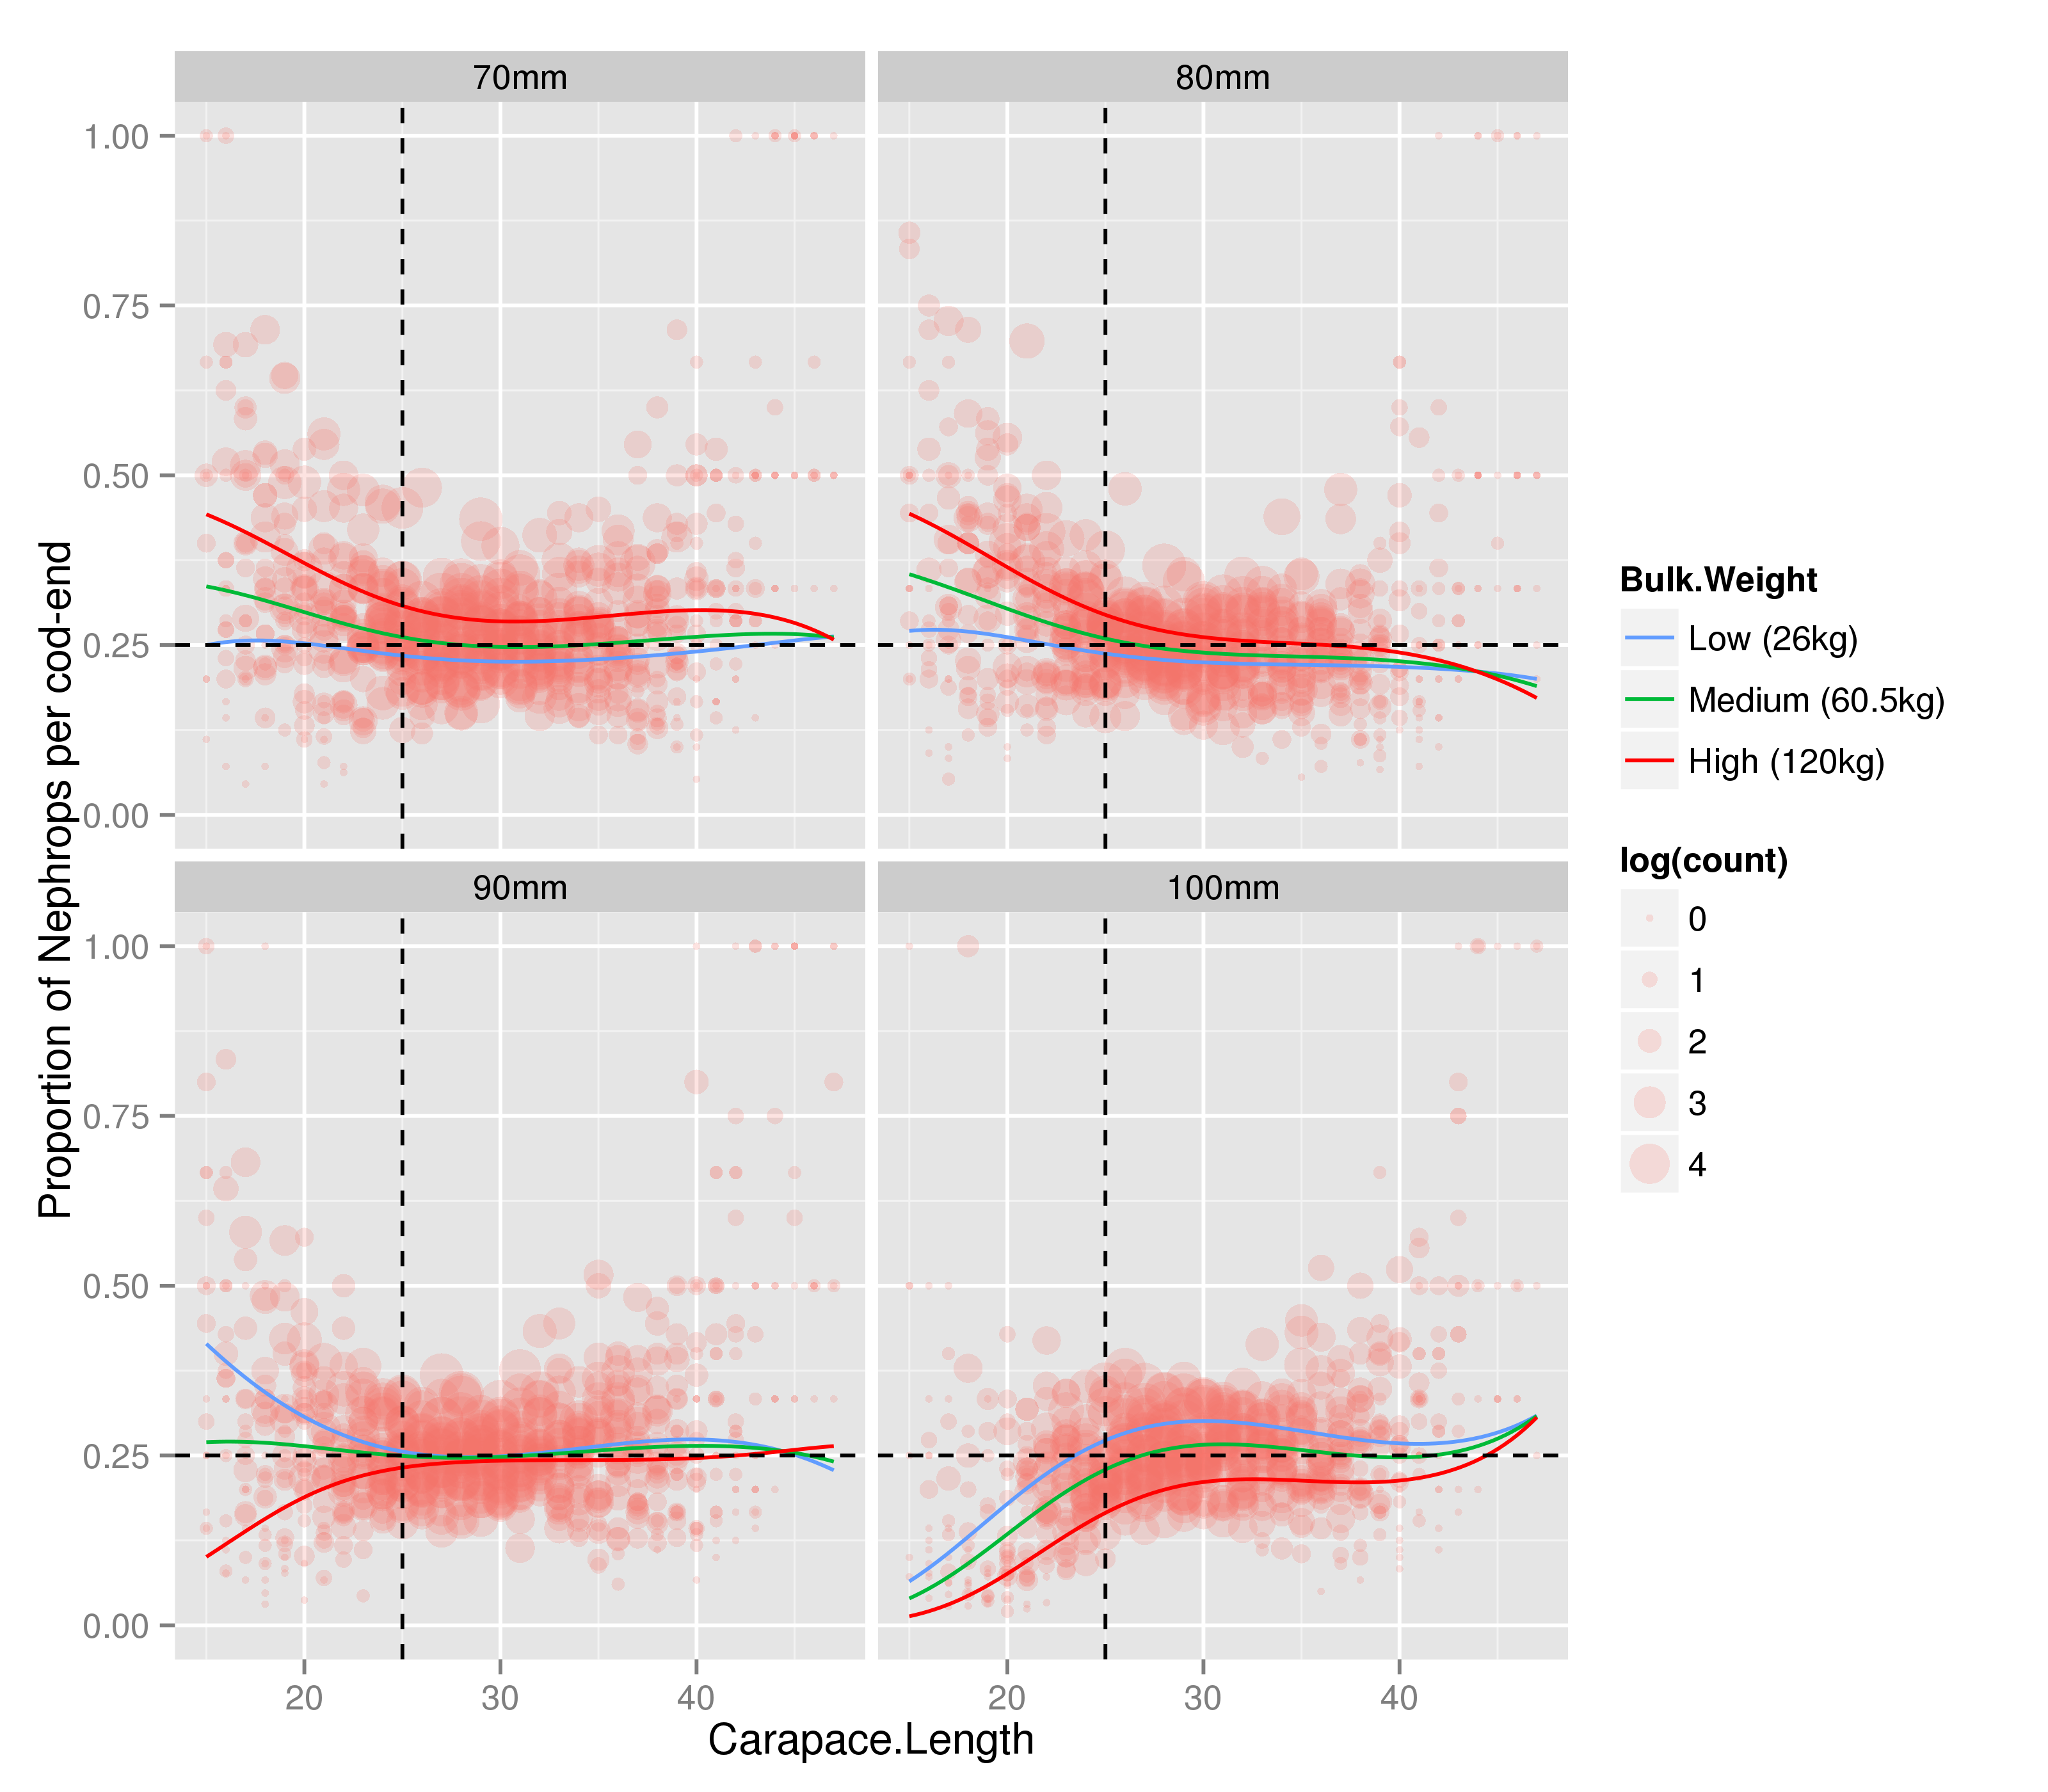 70mm
80mm
1.00
0.75
0.50
0.25
0.00
90mm
100mm
1.00
0.75
0.50
0.25
0.00
20
30
40
20
30
40
Carapace.Length
Proportion of Nephrops per cod-end
Bulk.Weight
Low (26kg)
Medium (60.5kg)
High (120kg)
log(count)
0
1
2
3
4